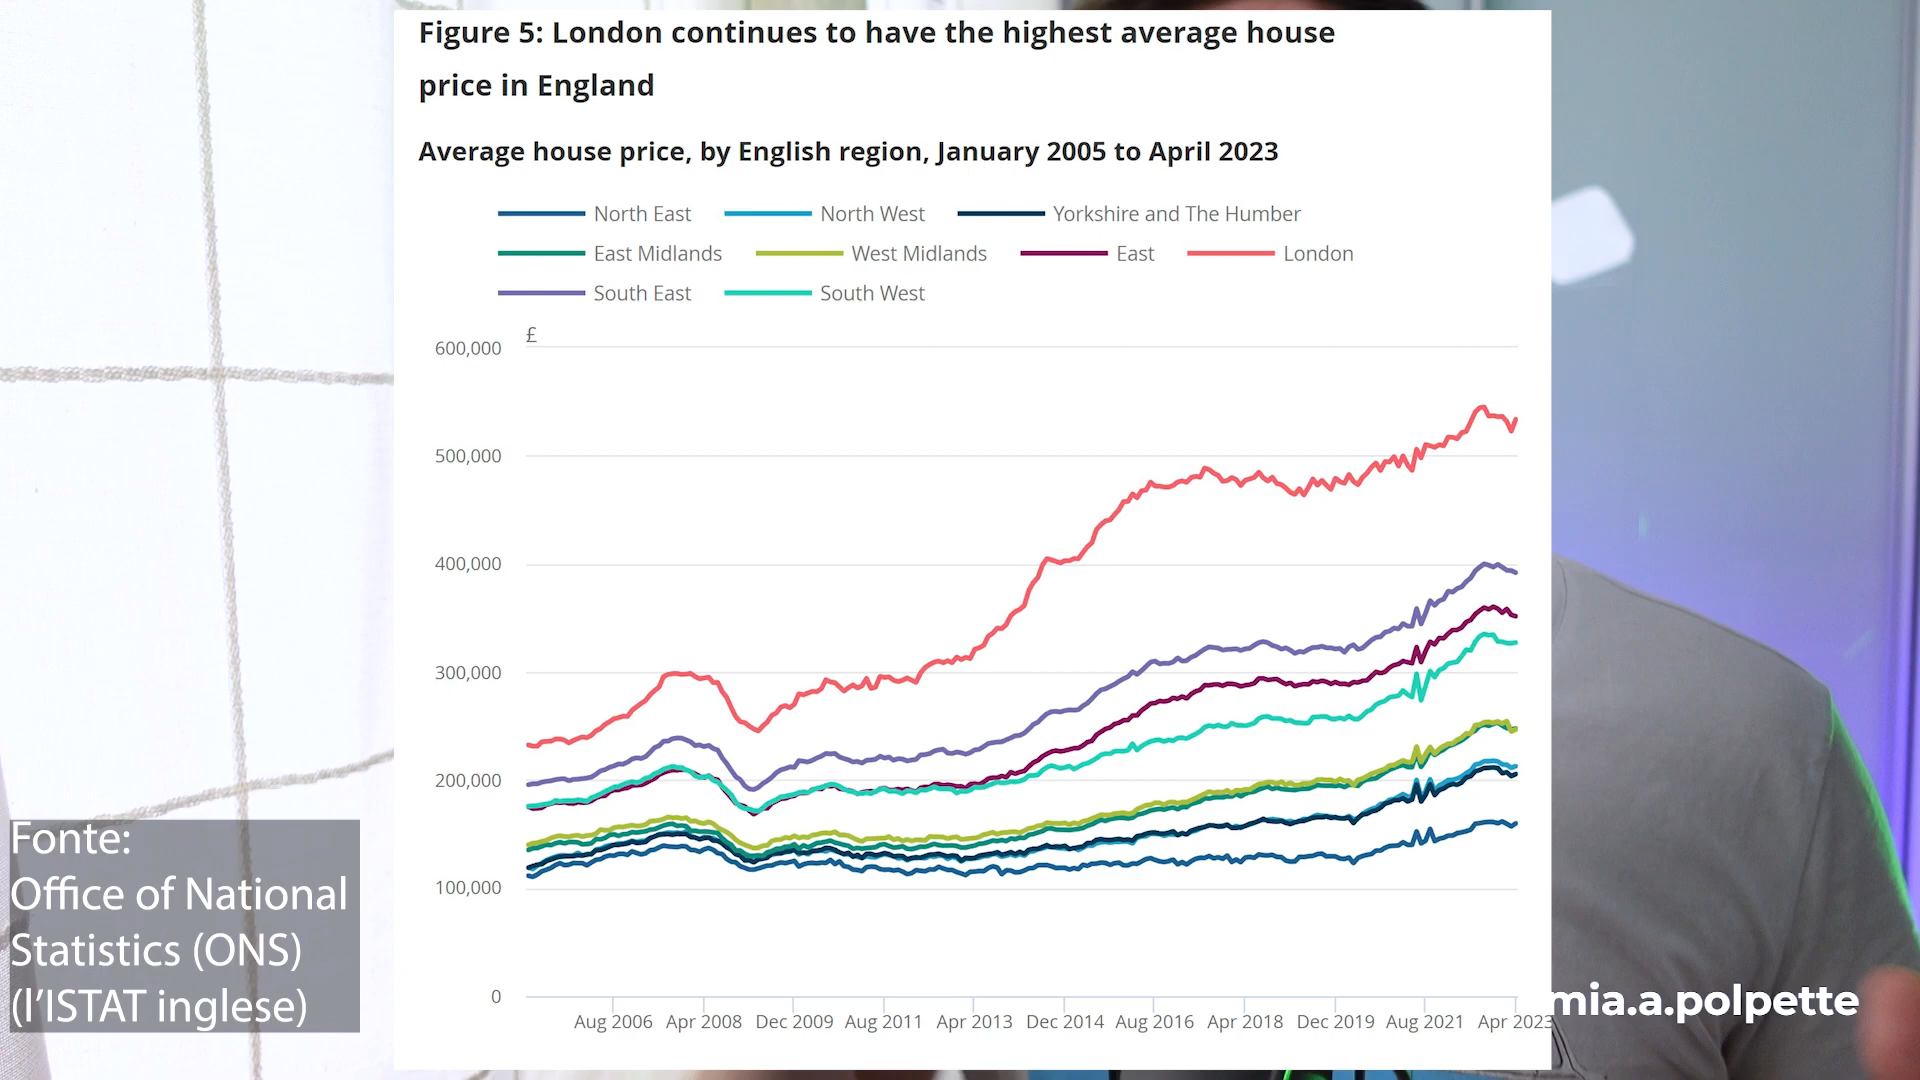 Figure 5: London continues to have the highest average house
price in England
Average house price, by English region, January 2005 to April 2023
North East
North West
Yorkshire and The Humber
East Midlands
West Midlands
East
London
South East
South West
£
600,000
500,000
400,000
300,000
200,000
100,000
0
Aug 2006
Apr 2008
Dec 2009
Aug 2011
Apr 2013
Dec 2014
Aug 2016
Apr 2018
Dec 2019
Aug 2021
Apr 2023
Fonte:
Office of National
Statistics (ONS)
(l’ISTAT inglese)
mia.a.polpette